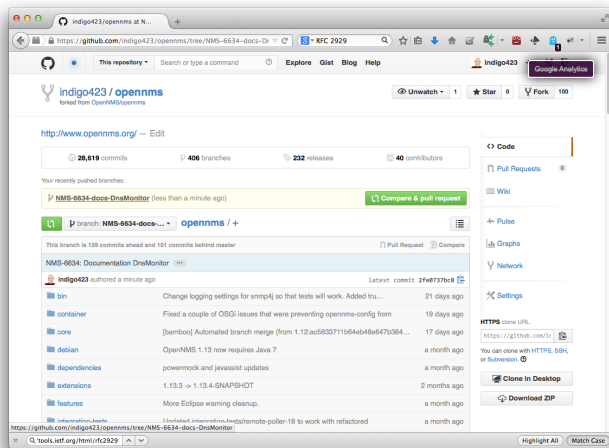 indigo423/opennms at N...
https://github.com/indigo423/opennms/tree/NMS-6634-docs-Dr
RFC 2929
This repository
Search or type a command
Explore Gist Blog Help
indigo423
Google Analytics
indigo423 / opennms
forked from OpenNMS/opennms
Unwatch 1
Star 0
Fork 100
http://www.opennms.org/ — Edit
28,619 commits
406 branches
232 releases
40 contributors
Your recently pushed branches:
NMS-6634-docs-DnsMonitor (less than a minute ago)
Compare & pull request
branch: NMS-6634-docs-...
opennms / +
This branch is 139 commits ahead and 101 commits behind master
Pull Request
Compare
NMS-6634: Documentation DnsMonitor
indigo423 authored a minute ago
latest commit 2fe0737bc8
bin Change logging settings for snmp4j so that tests will work. Added tru... 21 days ago
container Fixed a couple of OSGi issues that were preventing opennms-config from 19 days ago
core [bamboo] Automated branch merge (from 1.12:ac5833711b64eb48e647b364... 17 days ago
debian OpenNMS 1.13 now requires Java 7 a month ago
dependencies powermock and javassist updates a month ago
extensions 1.13.3 -> 1.13.4-SNAPSHOT 2 months ago
features More Eclipse warning cleanup. a month ago
integration-tests Updated integration-tests/remote-poller-18 to work with refactored a month ago
Code
Pull Requests 0
Wiki
Pulse
Graphs
Network
Settings
HTTPS clone URL
https://github.com/i
You can clone with HTTPS, SSH,
or Subversion.
Clone in Desktop
Download ZIP
https://github.com/indigo423/opennms/tree/NMS-6634-docs-DnsMonitor
'tools.ietf.org/html/rfc2929
Highlight All
Match Case